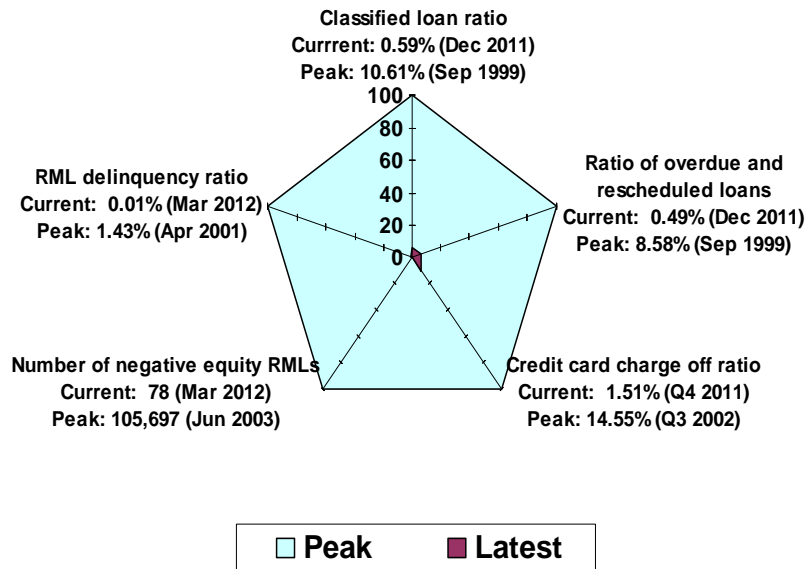 Classified loan ratio
Currrent: 0.59% (Dec 2011)
Peak: 10.61% (Sep 1999)
100
80
60
40
20
0
Ratio of overdue and
rescheduled loans
Current:  0.49% (Dec 2011)
Peak: 8.58% (Sep 1999)
Credit card charge off ratio
Current: 1.51% (Q4 2011)
Peak: 14.55% (Q3 2002)
Number of negative equity RMLs
Current:  78 (Mar 2012)
Peak: 105,697 (Jun 2003)
RML delinquency ratio
Current:  0.01% (Mar 2012)
Peak: 1.43% (Apr 2001)
Peak
Latest